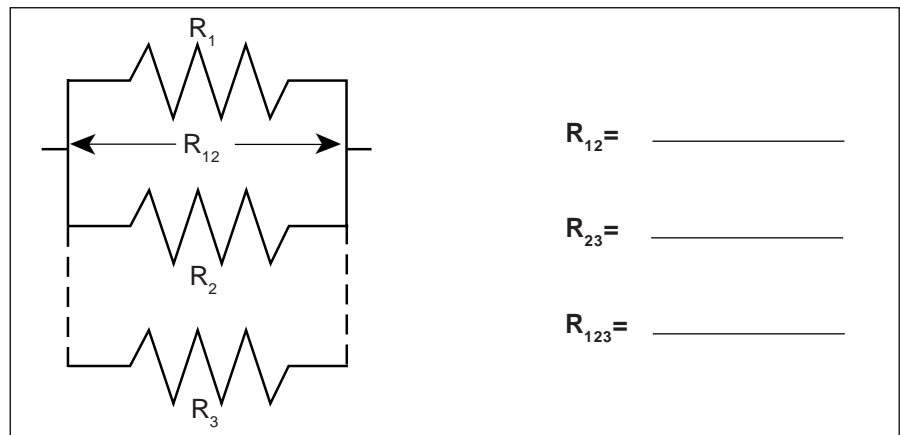 R₁
R₁₂
R₂
R₃
R₁₂=
R₂₃=
R₁₂₃=